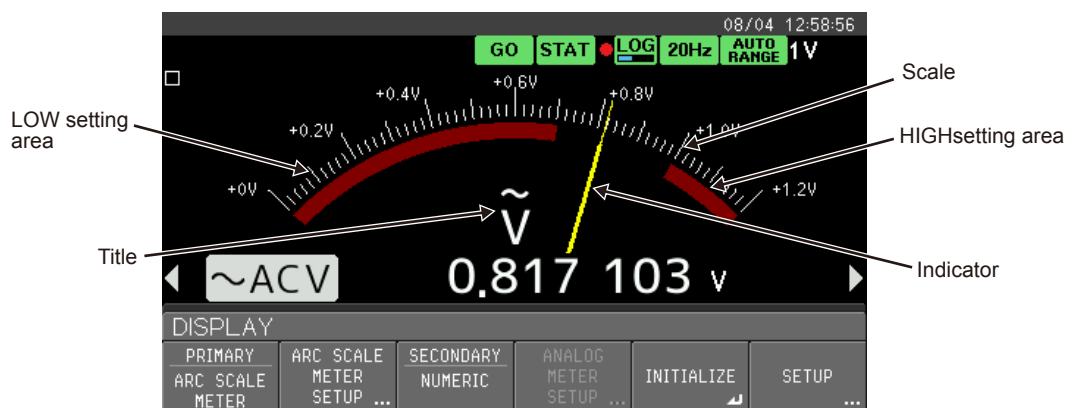 08/04 12:58:56
GO STAT LOG 20Hz AUTO RANGE 1V
Scale
LOW setting area
+0V
+0.2V
+0.4V
+0.6V
+0.8V
+1.0V
+1.2V
HIGHsetting area
Title
~
V
Indicator
~ACV
0.817 103 V
DISPLAY
PRIMARY
ARC SCALE
METER
ARC SCALE
METER
SETUP ...
SECONDARY
NUMERIC
ANALOG
METER
SETUP ...
INITIALIZE
SETUP
...